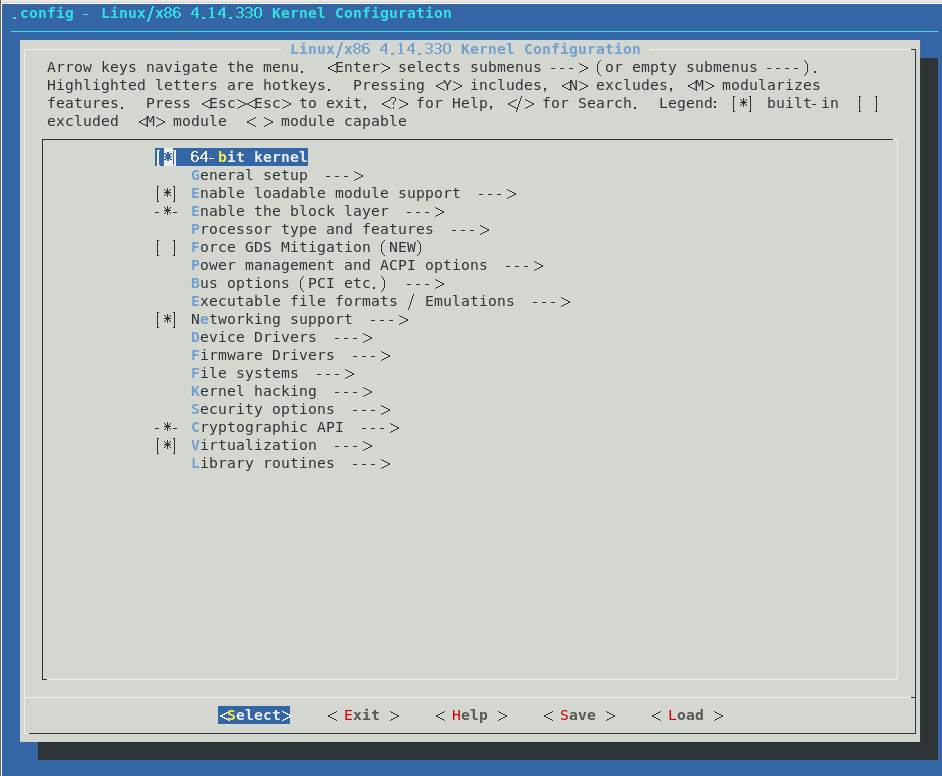 .config - Linux/x86 4.14.330 Kernel Configuration
Linux/x86 4.14.330 Kernel Configuration
Arrow keys navigate the menu.  <Enter> selects submenus ---> (or empty submenus ----).
Highlighted letters are hotkeys.  Pressing <Y> includes, <N> excludes, <M> modularizes
features.  Press <Esc><Esc> to exit, <?> for Help, </> for Search.  Legend: [*] built-in  [ ]
excluded  <M> module  < > module capable
[*] 64-bit kernel
General setup  --->
[*] Enable loadable module support  --->
-*- Enable the block layer  --->
Processor type and features  --->
[ ] Force GDS Mitigation (NEW)
Power management and ACPI options  --->
Bus options (PCI etc.)  --->
Executable file formats / Emulations  --->
[*] Networking support  --->
Device Drivers  --->
Firmware Drivers  --->
File systems  --->
Kernel hacking  --->
Security options  --->
-*- Cryptographic API  --->
[*] Virtualization  --->
Library routines  --->
<Select>    < Exit >    < Help >    < Save >    < Load >